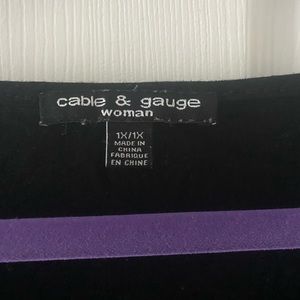 cable & gauge
woman
1X/1X
MADE IN
CHINA
FABRIQUE
EN CHINE